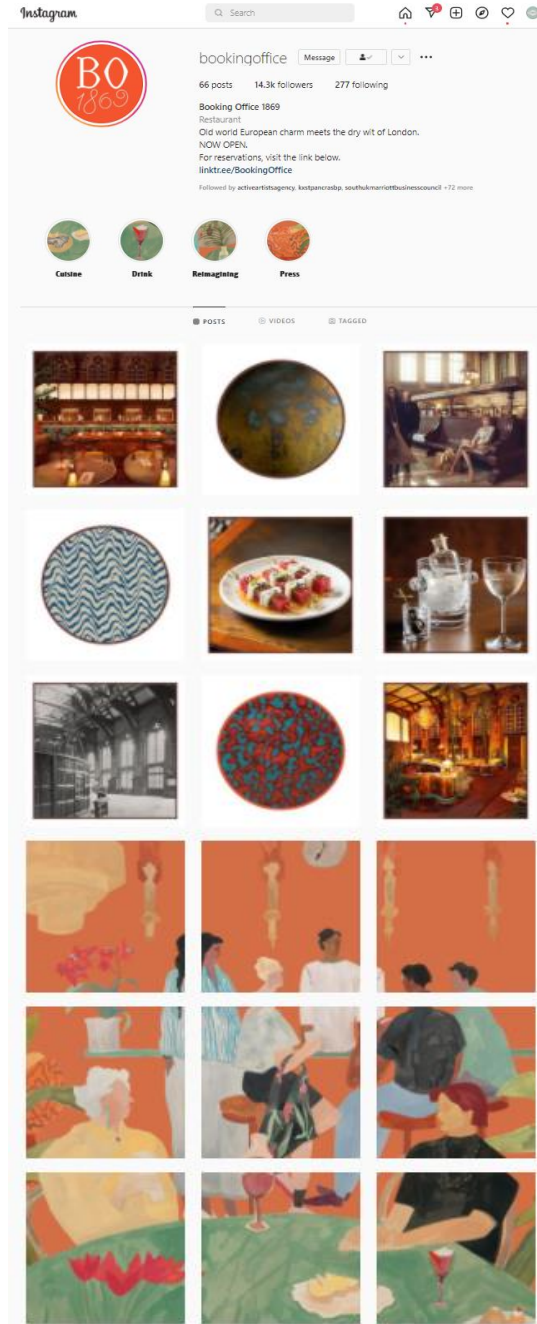 Instagram
Search
3
bookingoffice Message
66 posts 14.3k followers 277 following
Booking Office 1869
Restaurant
Old world European charm meets the dry wit of London.
NOW OPEN.
For reservations, visit the link below.
linktr.ee/BookingOffice
Followed by activeartistsagency, kxstpancrasbp, southukmarriottbusinesscouncil +72 more
BO
1869
Cuisine Drink Reimagining Press
POSTS VIDEOS TAGGED